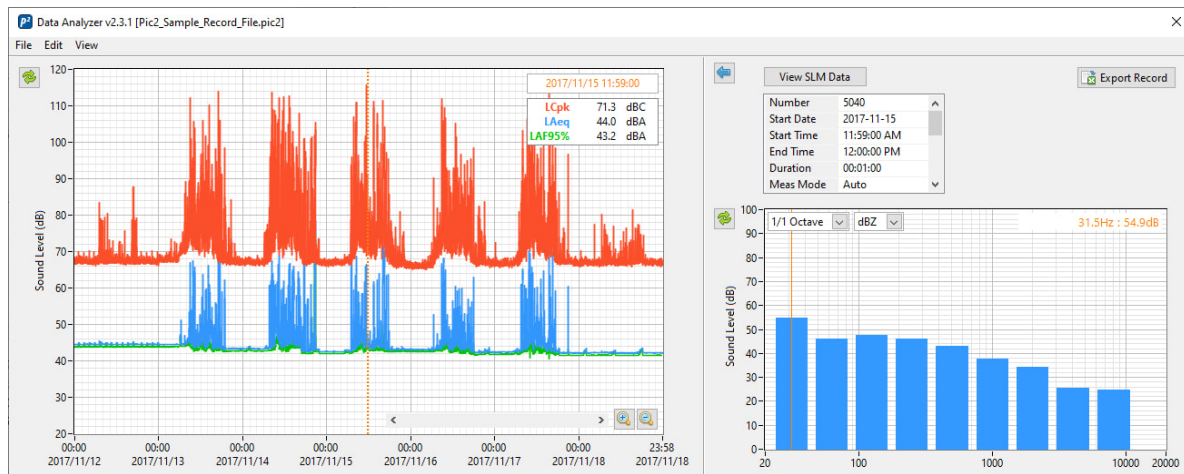 P² Data Analyzer v2.3.1 [Pic2_Sample_Record_File.pic2]
File Edit View
120
110
100
90
80
70
60
50
40
30
20
Sound Level (dB)
2017/11/15 11:59:00
LCpk 71.3 dBC
LAeq 44.0 dBA
LAF95% 43.2 dBA
00:00 00:00 00:00 00:00 00:00 00:00 00:00 23:58
2017/11/12 2017/11/13 2017/11/14 2017/11/15 2017/11/16 2017/11/17 2017/11/18 2017/11/18
View SLM Data
Export Record
Number 5040
Start Date 2017-11-15
Start Time 11:59:00 AM
End Time 12:00:00 PM
Duration 00:01:00
Meas Mode Auto
1/1 Octave dBZ
31.5Hz : 54.9dB
100
90
80
70
60
50
40
30
20
10
0
Sound Level (dB)
20 100 1000 10000 20000